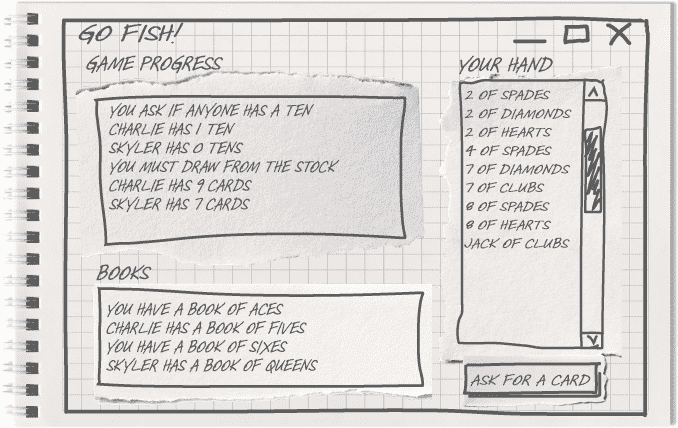 GO FISH!
GAME PROGRESS
YOU ASK IF ANYONE HAS A TEN
CHARLIE HAS 1 TEN
SKYLER HAS 0 TENS
YOU MUST DRAW FROM THE STOCK
CHARLIE HAS 9 CARDS
SKYLER HAS 7 CARDS
BOOKS
YOU HAVE A BOOK OF ACES
CHARLIE HAS A BOOK OF FIVES
YOU HAVE A BOOK OF SIXES
SKYLER HAS A BOOK OF QUEENS
YOUR HAND
2 OF SPADES
2 OF DIAMONDS
2 OF HEARTS
4 OF SPADES
7 OF DIAMONDS
7 OF CLUBS
8 OF SPADES
8 OF HEARTS
JACK OF CLUBS
ASK FOR A CARD